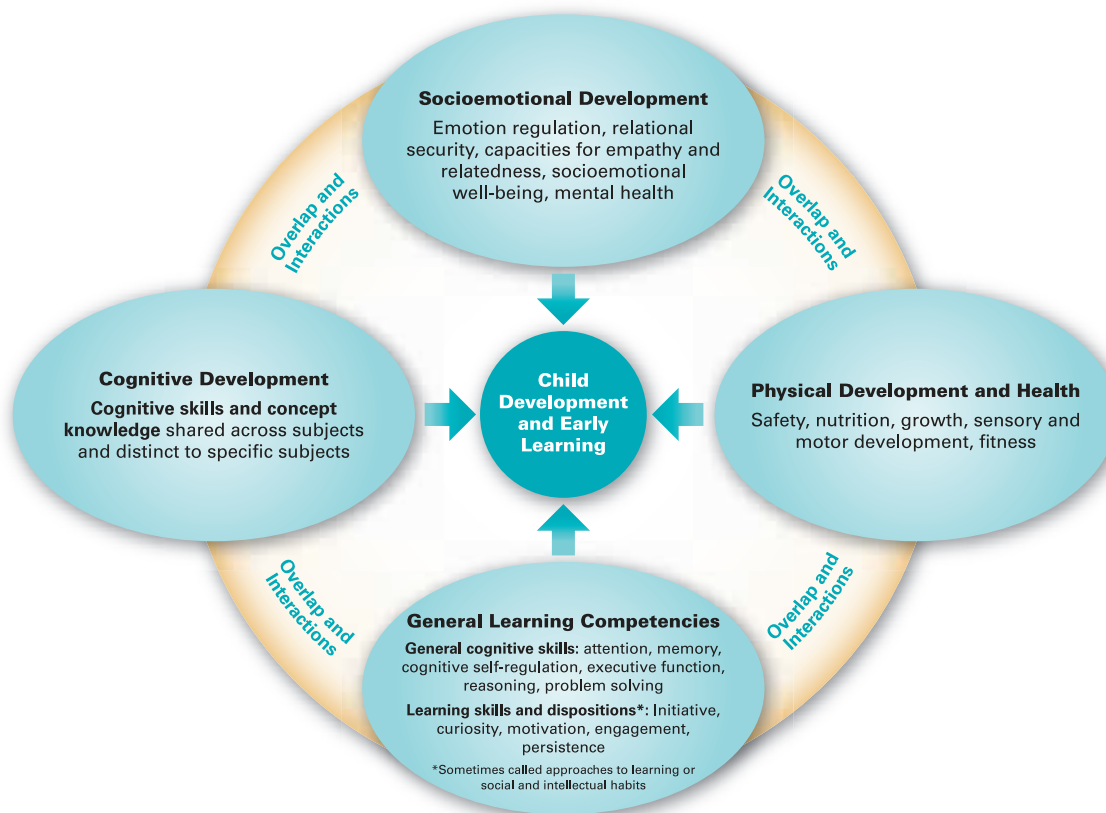 Socioemotional Development
Emotion regulation, relational
security, capacities for empathy and
relatedness, socioemotional
well-being, mental health
Overlap and
Interactions
Overlap and
Interactions
Cognitive Development
Cognitive skills and concept
knowledge shared across subjects
and distinct to specific subjects
Child
Development
and Early
Learning
Physical Development and Health
Safety, nutrition, growth, sensory and
motor development, fitness
Overlap and
Interactions
Overlap and
Interactions
General Learning Competencies
General cognitive skills: attention, memory,
cognitive self-regulation, executive function,
reasoning, problem solving
Learning skills and dispositions*: Initiative,
curiosity, motivation, engagement,
persistence
*Sometimes called approaches to learning or
social and intellectual habits